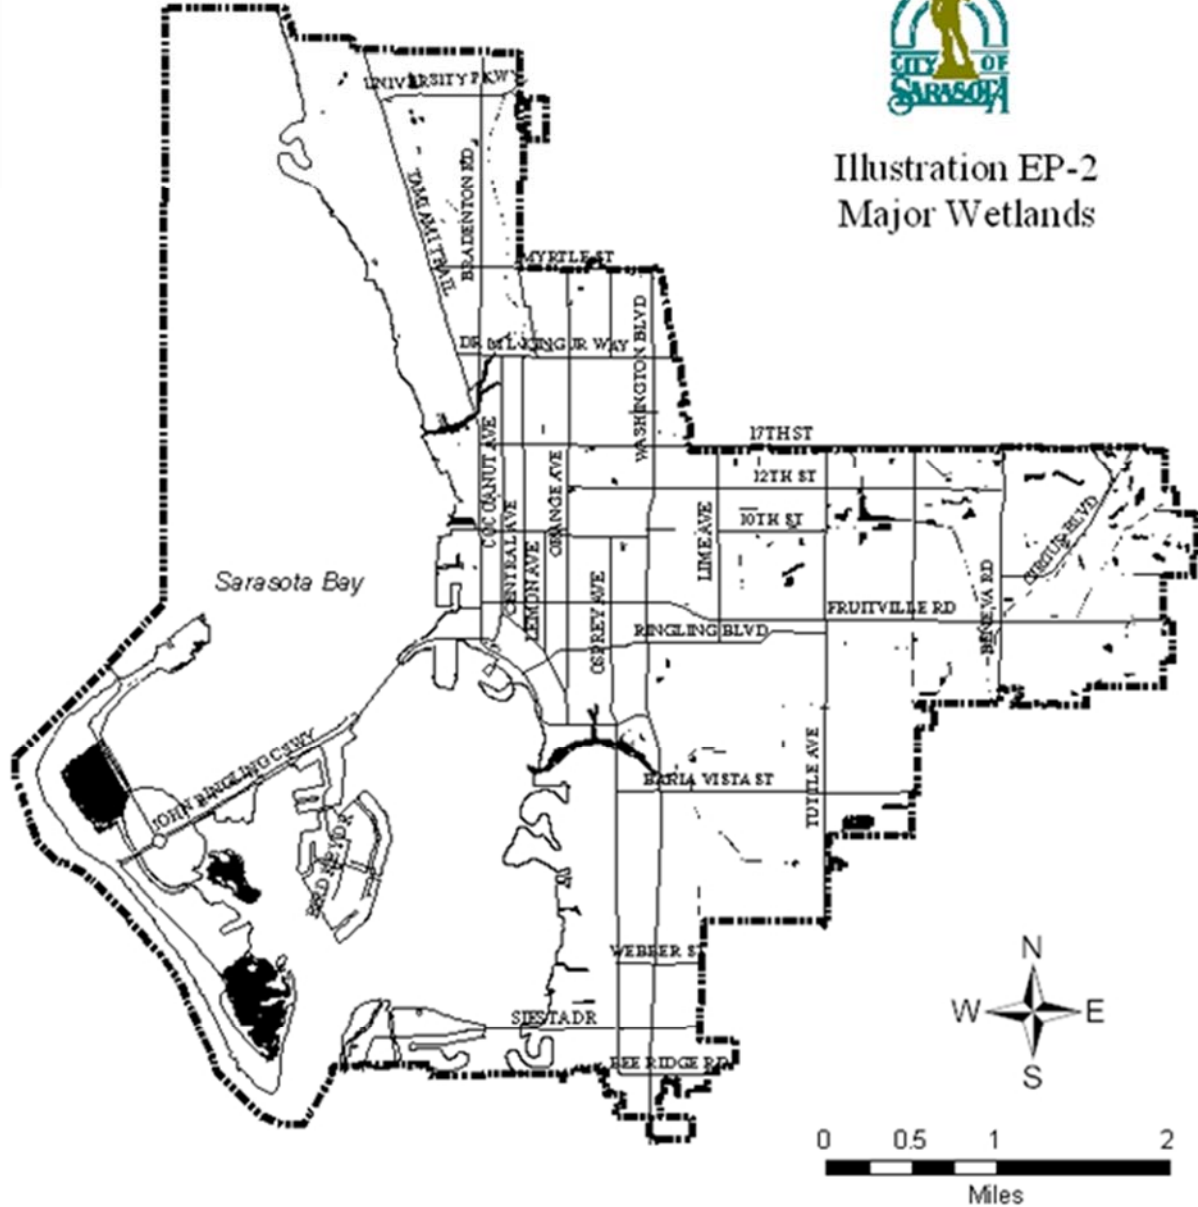 CITY OF
SARASOTA
Illustration EP-2
Major Wetlands
UNIVERSITY PKWY
TAMIAMI TRAIL
BRADENTON RD
MYRTLE ST
DR M L KING JR WAY
WASHINGTON BLVD
17TH ST
12TH ST
10TH ST
COCOANUT AVE
CENTRAL AVE
LEMON AVE
ORANGE AVE
OSPREY AVE
LIME AVE
CIRCUS BLVD
BENEVA RD
Sarasota Bay
FRUITVILLE RD
RINGLING BLVD
JOHN RINGLING CSWY
BIRD KEY DR
BAHIA VISTA ST
TUTTLE AVE
WEBBER ST
SIESTA DR
BEE RIDGE RD
N
W E
S
0 0.5 1 2
Miles